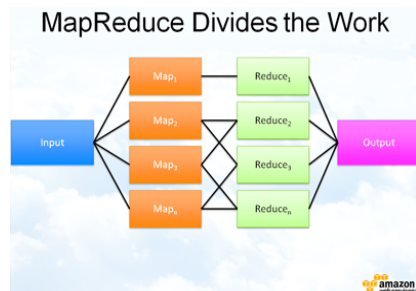 MapReduce Divides the Work
Map₁
Reduce₁
Map₂
Reduce₂
Input
Output
Map₃
Reduce₃
Mapₙ
Reduceₙ
amazon